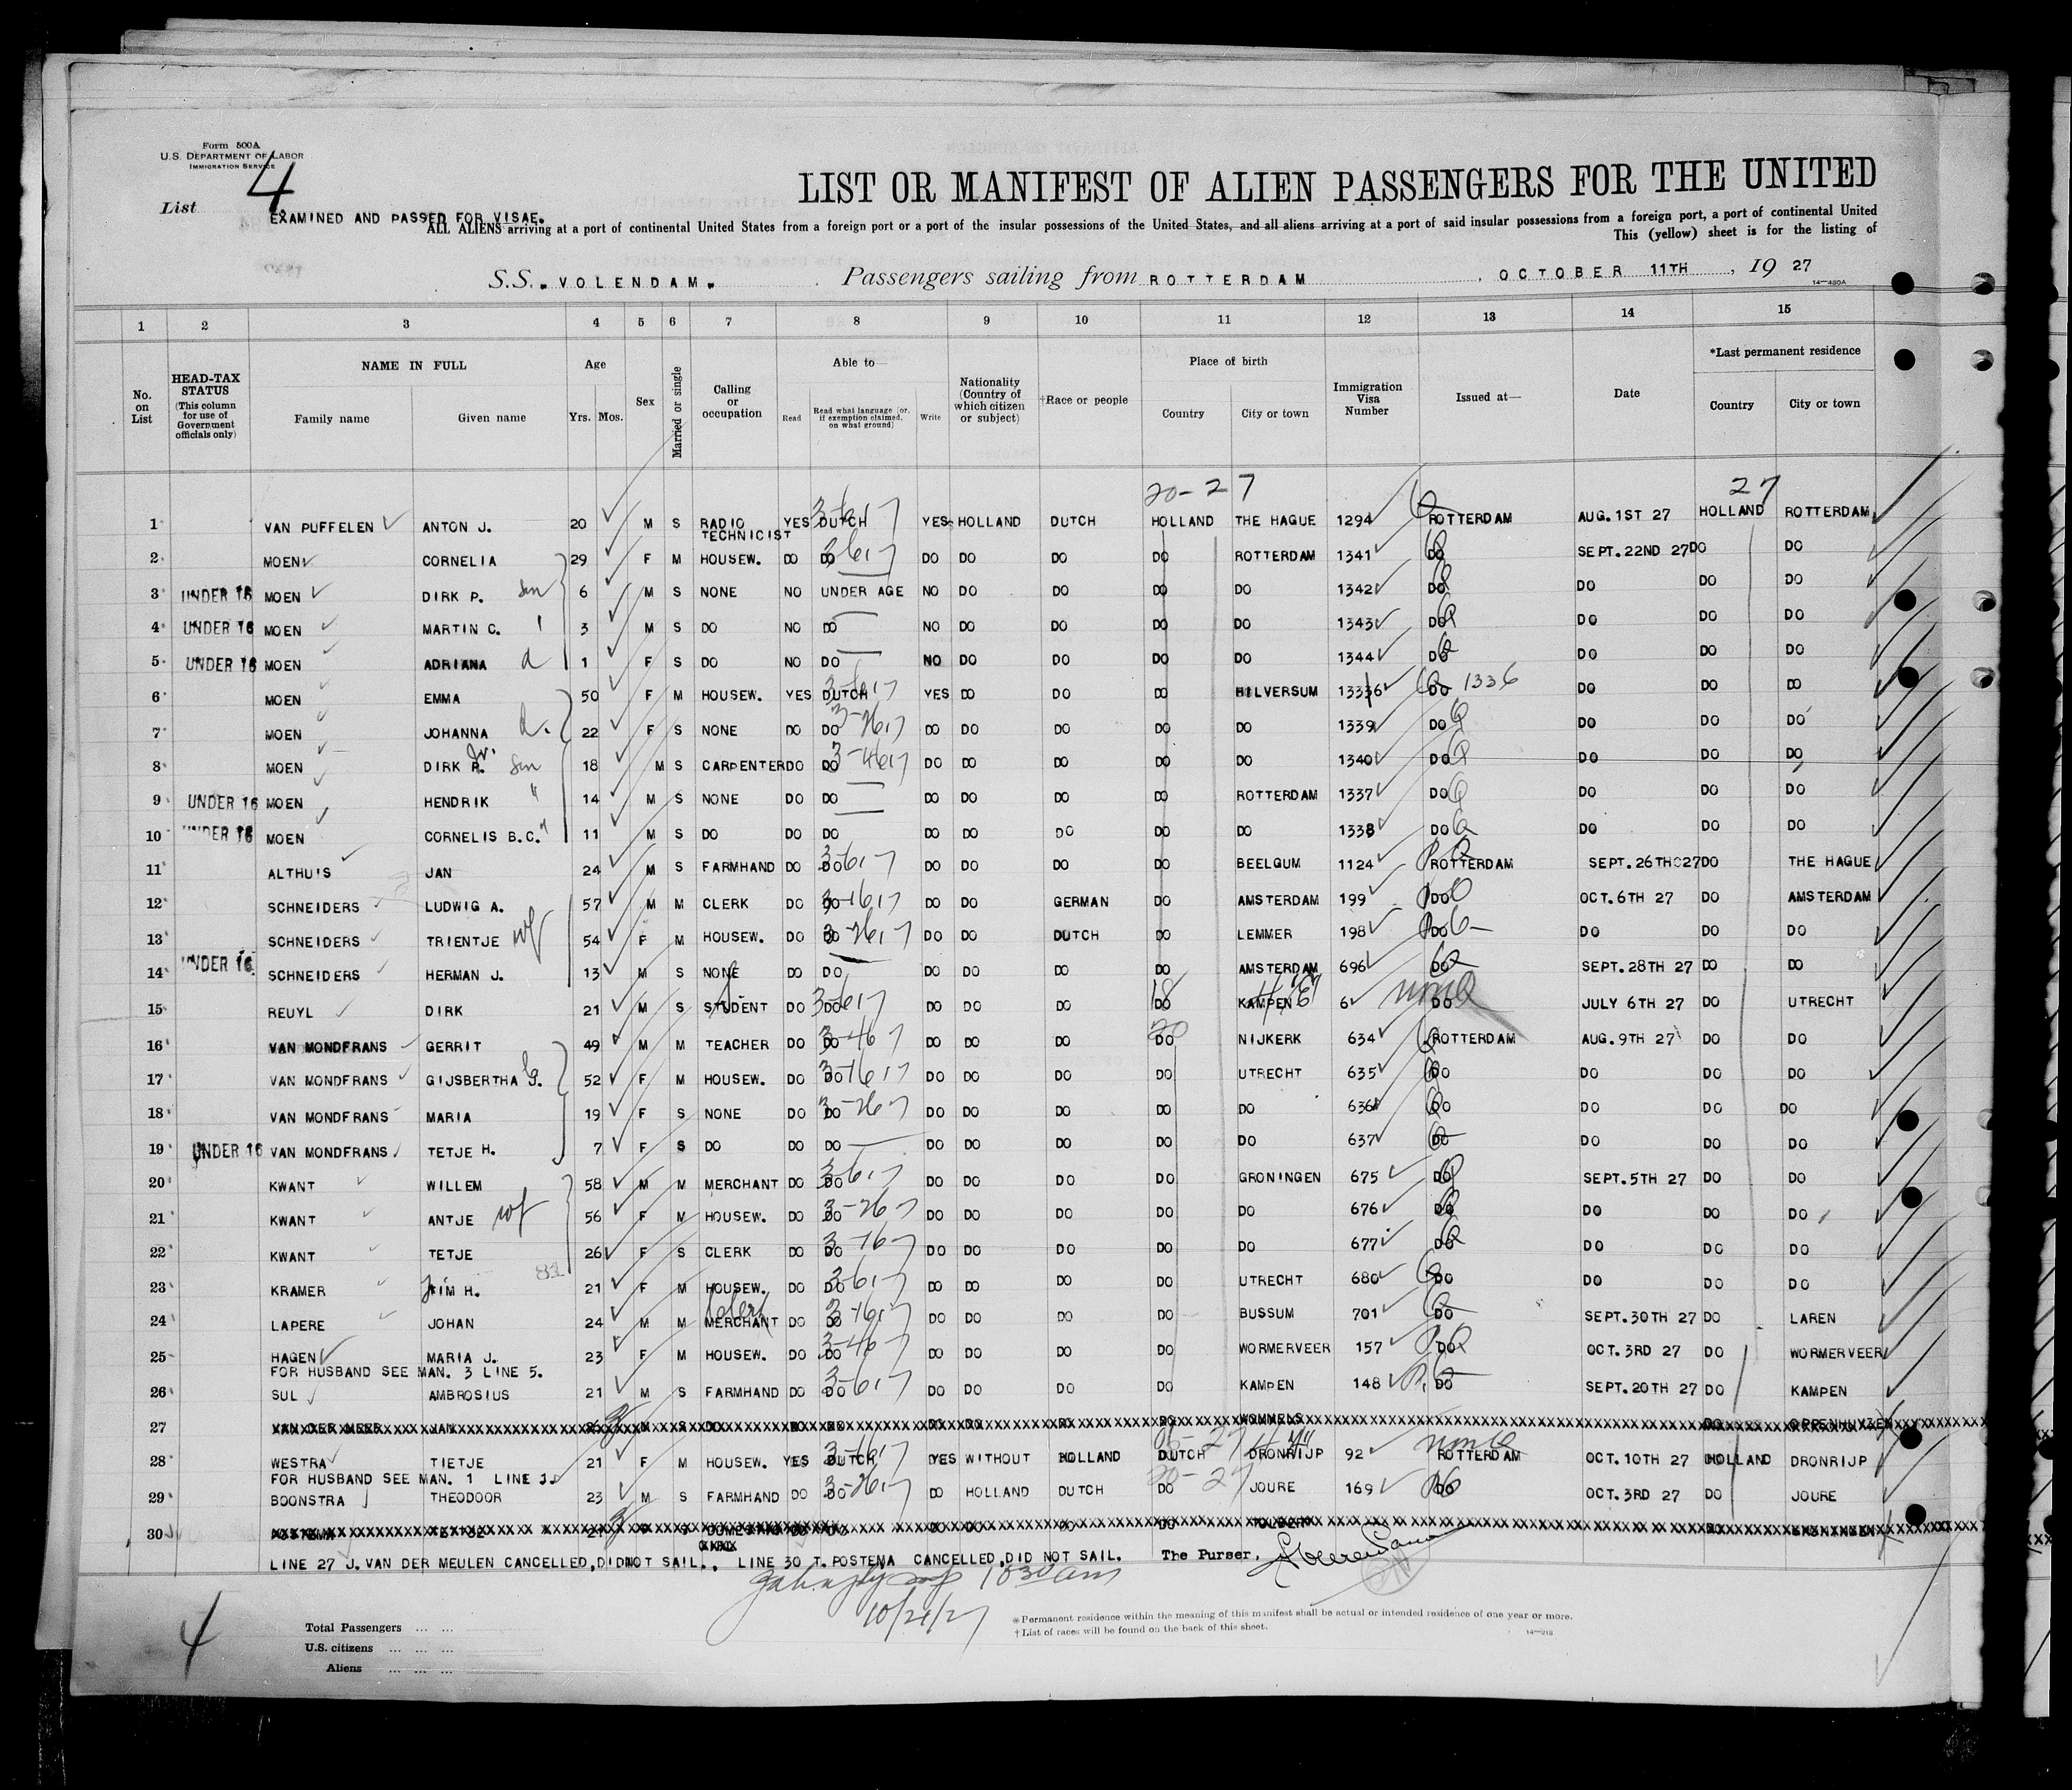 Form 500A
U.S. DEPARTMENT OF LABOR
IMMIGRATION SERVICE
List 4
LIST OR MANIFEST OF ALIEN PASSENGERS FOR THE UNITED
EXAMINED AND PASSED FOR VISAE.
ALL ALIENS arriving at a port of continental United States from a foreign port or a port of the insular possessions of the United States, and all aliens arriving at a port of said insular possessions from a foreign port, a port of continental United
This (yellow) sheet is for the listing of
S.S. VOLENDAM. Passengers sailing from ROTTERDAM, OCTOBER 11TH, 19 27
14—480A
1 2 3 4 5 6 7 8 9 10 11 12 13 14 15
No. on List HEAD-TAX STATUS (This column for use of Government officials only) NAME IN FULL Family name Given name Age Yrs. Mos. Sex Married or single Calling or occupation Able to— Read Read what language (or, if exemption claimed, on what ground) Write Nationality (Country of which citizen or subject) †Race or people Place of birth Country City or town Immigration Visa Number Issued at— Date *Last permanent residence Country City or town
20-27 27
1 VAN PUFFELEN ANTON J. 20 M S RADIO TECHNICIST YES DUTCH YES HOLLAND DUTCH HOLLAND THE HAGUE 1294 ROTTERDAM AUG. 1ST 27 HOLLAND ROTTERDAM
2 MOEN CORNELIA 29 F M HOUSEW. DO DO DO DO DO DO ROTTERDAM 1341 DO SEPT. 22ND 27 DO DO
3 UNDER 16 MOEN DIRK P. son 6 M S NONE NO UNDER AGE NO DO DO DO DO 1342 DO DO DO DO
4 UNDER 16 MOEN MARTIN C. 3 M S DO NO DO NO DO DO DO DO 1343 DO DO DO DO
5 UNDER 16 MOEN ADRIANA d 1 F S DO NO DO NO DO DO DO DO 1344 DO DO DO DO
6 MOEN EMMA 50 F M HOUSEW. YES DUTCH YES DO DO DO HILVERSUM 13336 DO 1336 DO DO DO
7 MOEN JOHANNA d. 22 F S NONE DO DO DO DO DO DO DO 1339 DO DO DO DO
8 MOEN DIRK R. Jr. son 18 M S CARPENTER DO DO DO DO DO DO DO 1340 DO DO DO DO
9 UNDER 16 MOEN HENDRIK " 14 M S NONE DO DO DO DO DO DO ROTTERDAM 1337 DO DO DO DO
10 UNDER 16 MOEN CORNELIS B.C. " 11 M S DO DO DO DO DO DO DO DO 1338 DO DO DO DO
11 ALTHUIS JAN 24 M S FARMHAND DO DO DO DO DO DO BEELGUM 1124 ROTTERDAM SEPT. 26TH 27 DO THE HAGUE
12 SCHNEIDERS LUDWIG A. 57 M M CLERK DO DO DO DO GERMAN DO AMSTERDAM 199 DO OCT. 6TH 27 DO AMSTERDAM
13 SCHNEIDERS TRIENTJE wf 54 F M HOUSEW. DO DO DO DO DUTCH DO LEMMER 198 DO DO DO DO
14 UNDER 16 SCHNEIDERS HERMAN J. 13 M S NONE DO DO DO DO DO DO AMSTERDAM 696 DO SEPT. 28TH 27 DO DO
15 REUYL DIRK 21 M S STUDENT DO DO DO DO DO DO KAMPEN 6 DO JULY 6TH 27 DO UTRECHT
16 VAN MONDFRANS GERRIT 49 M M TEACHER DO DO DO DO DO DO NIJKERK 634 ROTTERDAM AUG. 9TH 27 DO DO
17 VAN MONDFRANS GIJSBERTHA G. 52 F M HOUSEW. DO DO DO DO DO DO UTRECHT 635 DO DO DO DO
18 VAN MONDFRANS MARIA 19 F S NONE DO DO DO DO DO DO DO 636 DO DO DO DO
19 UNDER 16 VAN MONDFRANS TETJE H. 7 F S DO DO DO DO DO DO DO DO 637 DO DO DO DO
20 KWANT WILLEM 58 M M MERCHANT DO DO DO DO DO DO GRONINGEN 675 DO SEPT. 5TH 27 DO DO
21 KWANT ANTJE wf 56 F M HOUSEW. DO DO DO DO DO DO DO 676 DO DO DO DO
22 KWANT TETJE 26 F S CLERK DO DO DO DO DO DO DO 677 DO DO DO DO
23 KRAMER JIM H. 21 F M HOUSEW. DO DO DO DO DO DO UTRECHT 680 DO DO DO DO
24 LAPERE JOHAN 24 M M MERCHANT Clerk DO DO DO DO DO DO BUSSUM 701 DO SEPT. 30TH 27 DO LAREN
25 HAGEN MARIA J. 23 F M HOUSEW. DO DO DO DO DO DO WORMERVEER 157 DO OCT. 3RD 27 DO WORMERVEER
FOR HUSBAND SEE MAN. 3 LINE 5.
26 SUL AMBROSIUS 21 M S FARMHAND DO DO DO DO DO DO KAMPEN 148 DO SEPT. 20TH 27 DO KAMPEN
27
28 WESTRA TIETJE 21 F M HOUSEW. YES DUTCH YES WITHOUT HOLLAND DUTCH DRONRIJP 92 ROTTERDAM OCT. 10TH 27 HOLLAND DRONRIJP
FOR HUSBAND SEE MAN. 1 LINE
29 BOONSTRA THEODOOR 23 M S FARMHAND DO DO DO HOLLAND DUTCH DO JOURE 169 DO OCT. 3RD 27 DO JOURE
30
LINE 27 J. VAN DER MEULEN CANCELLED, DID NOT SAIL., LINE 30 T. POSTEMA CANCELLED, DID NOT SAIL. The Purser,
10 30 am
10/21/27
4
Total Passengers
U.S. citizens
Aliens
*Permanent residence within the meaning of this manifest shall be actual or intended residence of one year or more.
†List of races will be found on the back of this sheet.